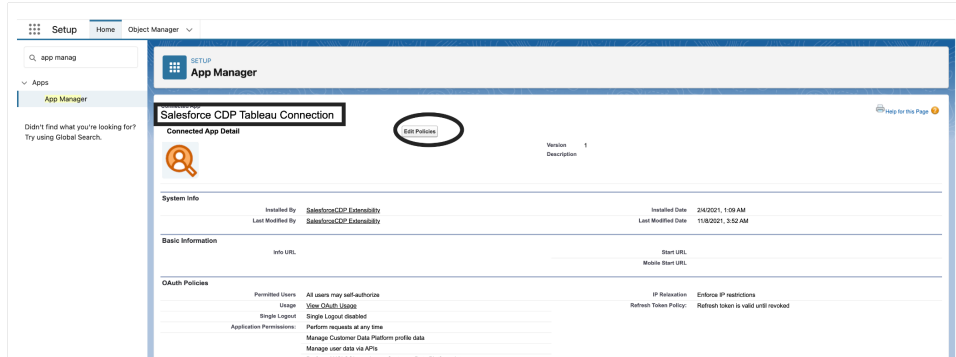 Setup
Home
Object Manager
app manag
Apps
App Manager
Didn't find what you're looking for?
Try using Global Search.
SETUP
App Manager
Connected App
Salesforce CDP Tableau Connection
Help for this Page
Connected App Detail
Edit Policies
Version 1
Description
System Info
Installed By SalesforceCDP Extensibility
Installed Date 2/4/2021, 1:09 AM
Last Modified By SalesforceCDP Extensibility
Last Modified Date 11/8/2021, 3:52 AM
Basic Information
Info URL
Start URL
Mobile Start URL
OAuth Policies
Permitted Users All users may self-authorize
IP Relaxation Enforce IP restrictions
Usage View OAuth Usage
Refresh Token Policy: Refresh token is valid until revoked
Single Logout Single Logout disabled
Application Permissions: Perform requests at any time
Manage Customer Data Platform profile data
Manage user data via APIs